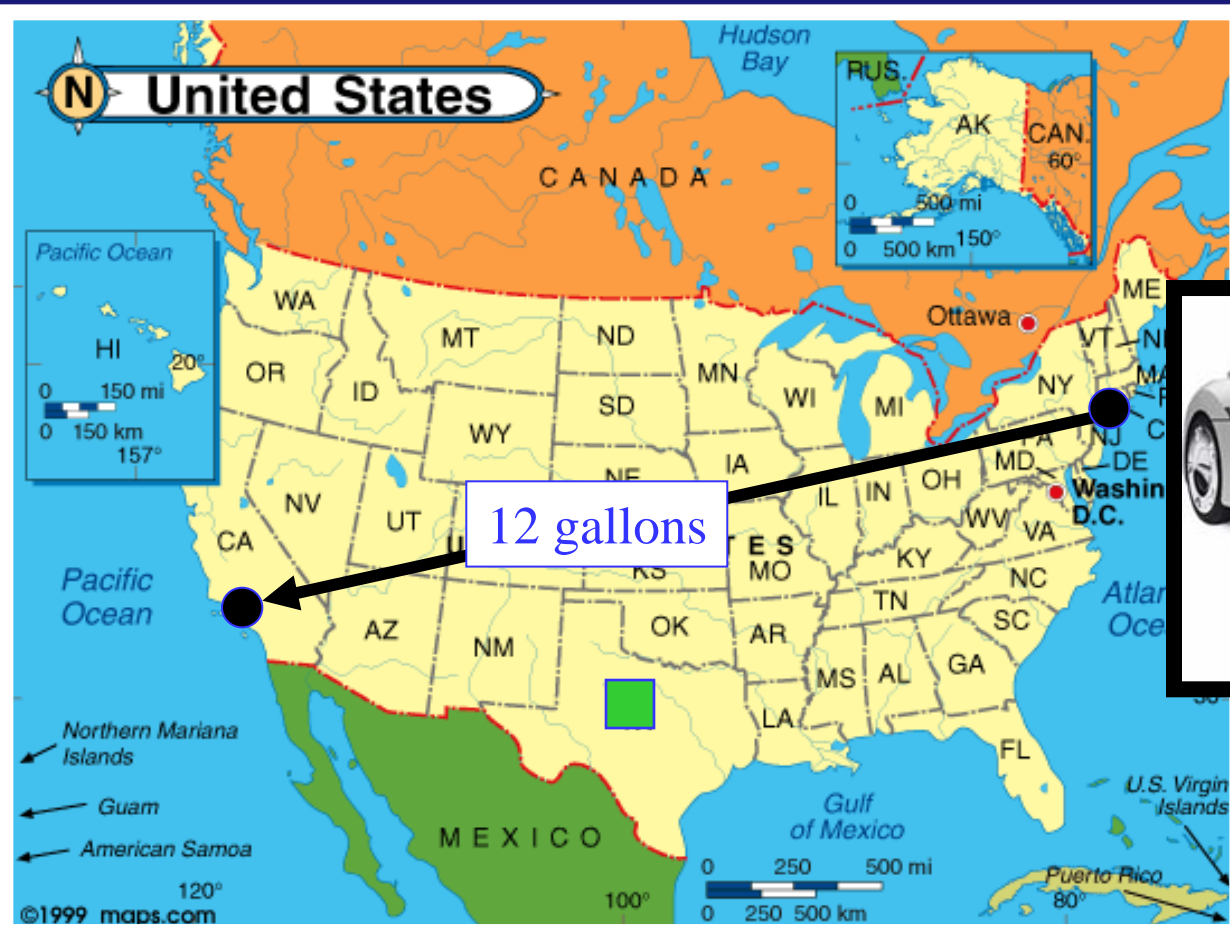 Hudson
Bay
N United States
RUS.
AK
CAN.
60°
CANADA
0 500 mi
0 500 km
150°
Pacific Ocean
HI
20°
0 150 mi
0 150 km
157°
ME
Ottawa
WA
MT
ND
MN
VT
OR
ID
SD
WI
MI
NY
MA
WY
NE
IA
PA
NJ
MD
DE
OH
IL
IN
NV
UT
CA
12 gallons
Washin
D.C.
WV
VA
TES
KS
MO
KY
NC
Pacific
Ocean
TN
SC
AZ
NM
OK
AR
MS
AL
GA
LA
FL
Northern Mariana
Islands
Guam
American Samoa
MEXICO
Gulf
of Mexico
U.S. Virgin
Islands
Puerto Rico
0 250 500 mi
0 250 500 km
120°
100°
80°
©1999 maps.com